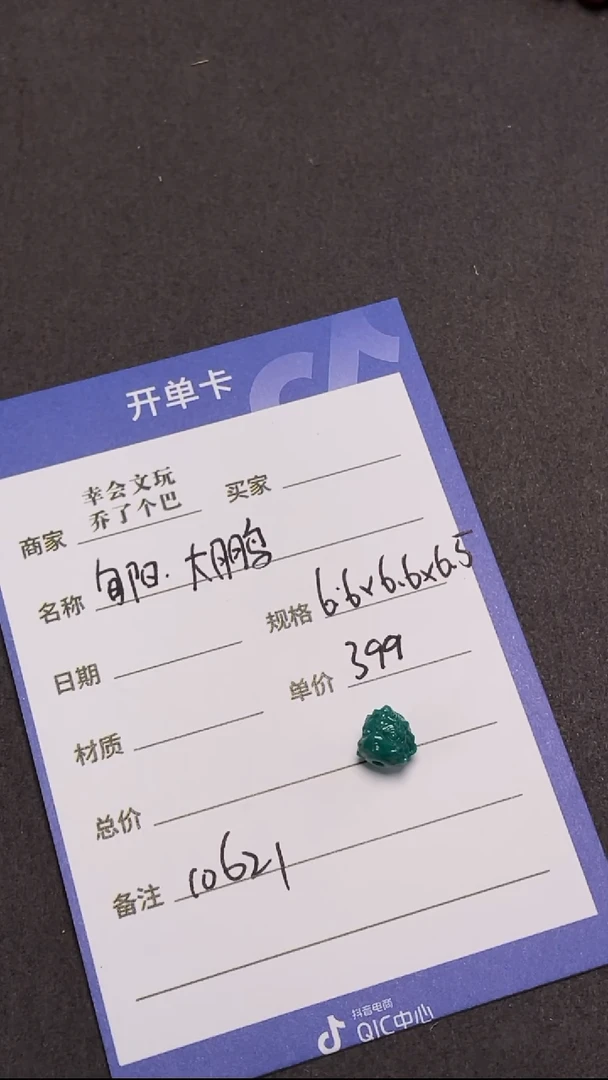 开单卡
商家 幸会文玩
乔了个巴
买家
名称 旬阳·大鹏
规格 6.6×6.6×6.5
日期
单价 399
材质
总价
备注 10621
抖音电商
QIC中心